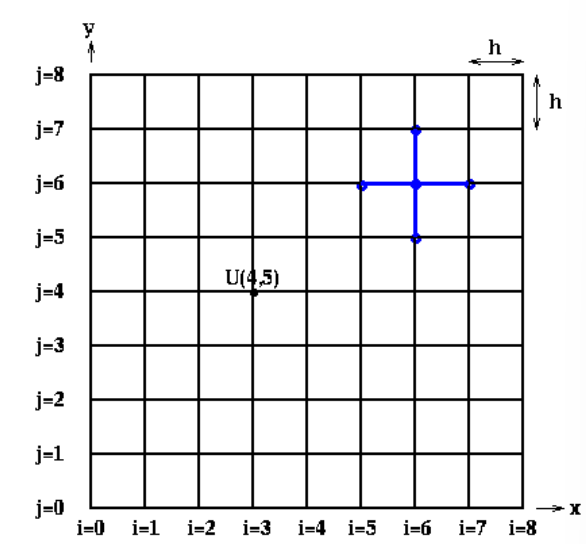 y
h
j=8
h
j=7
j=6
j=5
U(4,5)
j=4
j=3
j=2
j=1
j=0
x
i=0 i=1 i=2 i=3 i=4 i=5 i=6 i=7 i=8